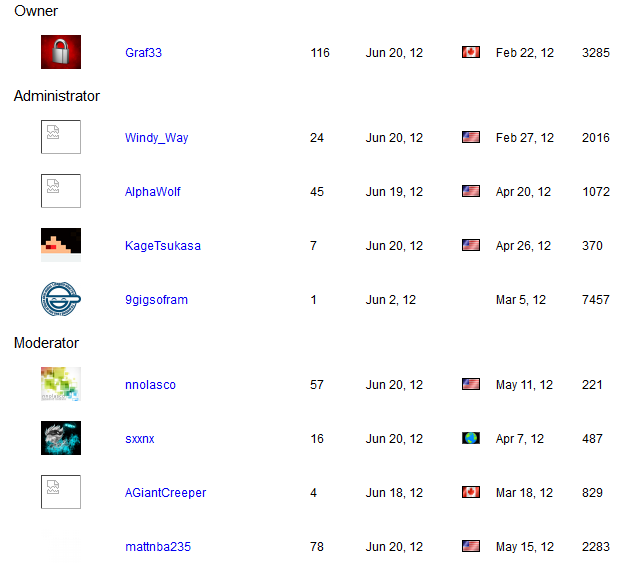 Owner
Graf33 116 Jun 20, 12 Feb 22, 12 3285
Administrator
Windy_Way 24 Jun 20, 12 Feb 27, 12 2016
AlphaWolf 45 Jun 19, 12 Apr 20, 12 1072
KageTsukasa 7 Jun 20, 12 Apr 26, 12 370
9gigsofram 1 Jun 2, 12 Mar 5, 12 7457
Moderator
nnolasco 57 Jun 20, 12 May 11, 12 221
sxxnx 16 Jun 20, 12 Apr 7, 12 487
AGiantCreeper 4 Jun 18, 12 Mar 18, 12 829
mattnba235 78 Jun 20, 12 May 15, 12 2283